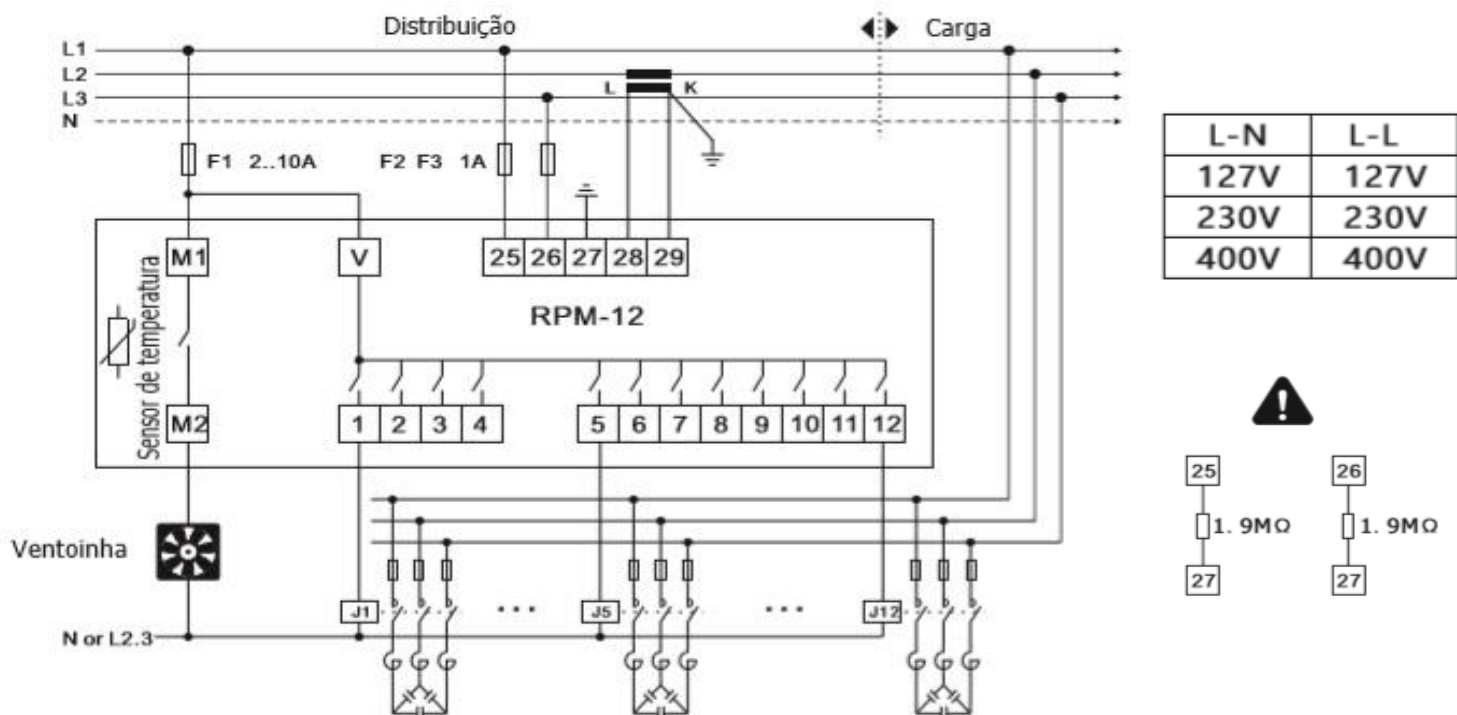 Distribuição
Carga
L1
L2
L3
N
L K
F1 2..10A
F2 F3 1A
M1
V
25 26 27 28 29
RPM-12
Sensor de temperatura
M2
1 2 3 4
5 6 7 8 9 10 11 12
Ventoinha
J1 ••• J5 ••• J12
N or L2.3
L-N L-L
127V 127V
230V 230V
400V 400V
!
25 26
1.9MΩ 1.9MΩ
27 27